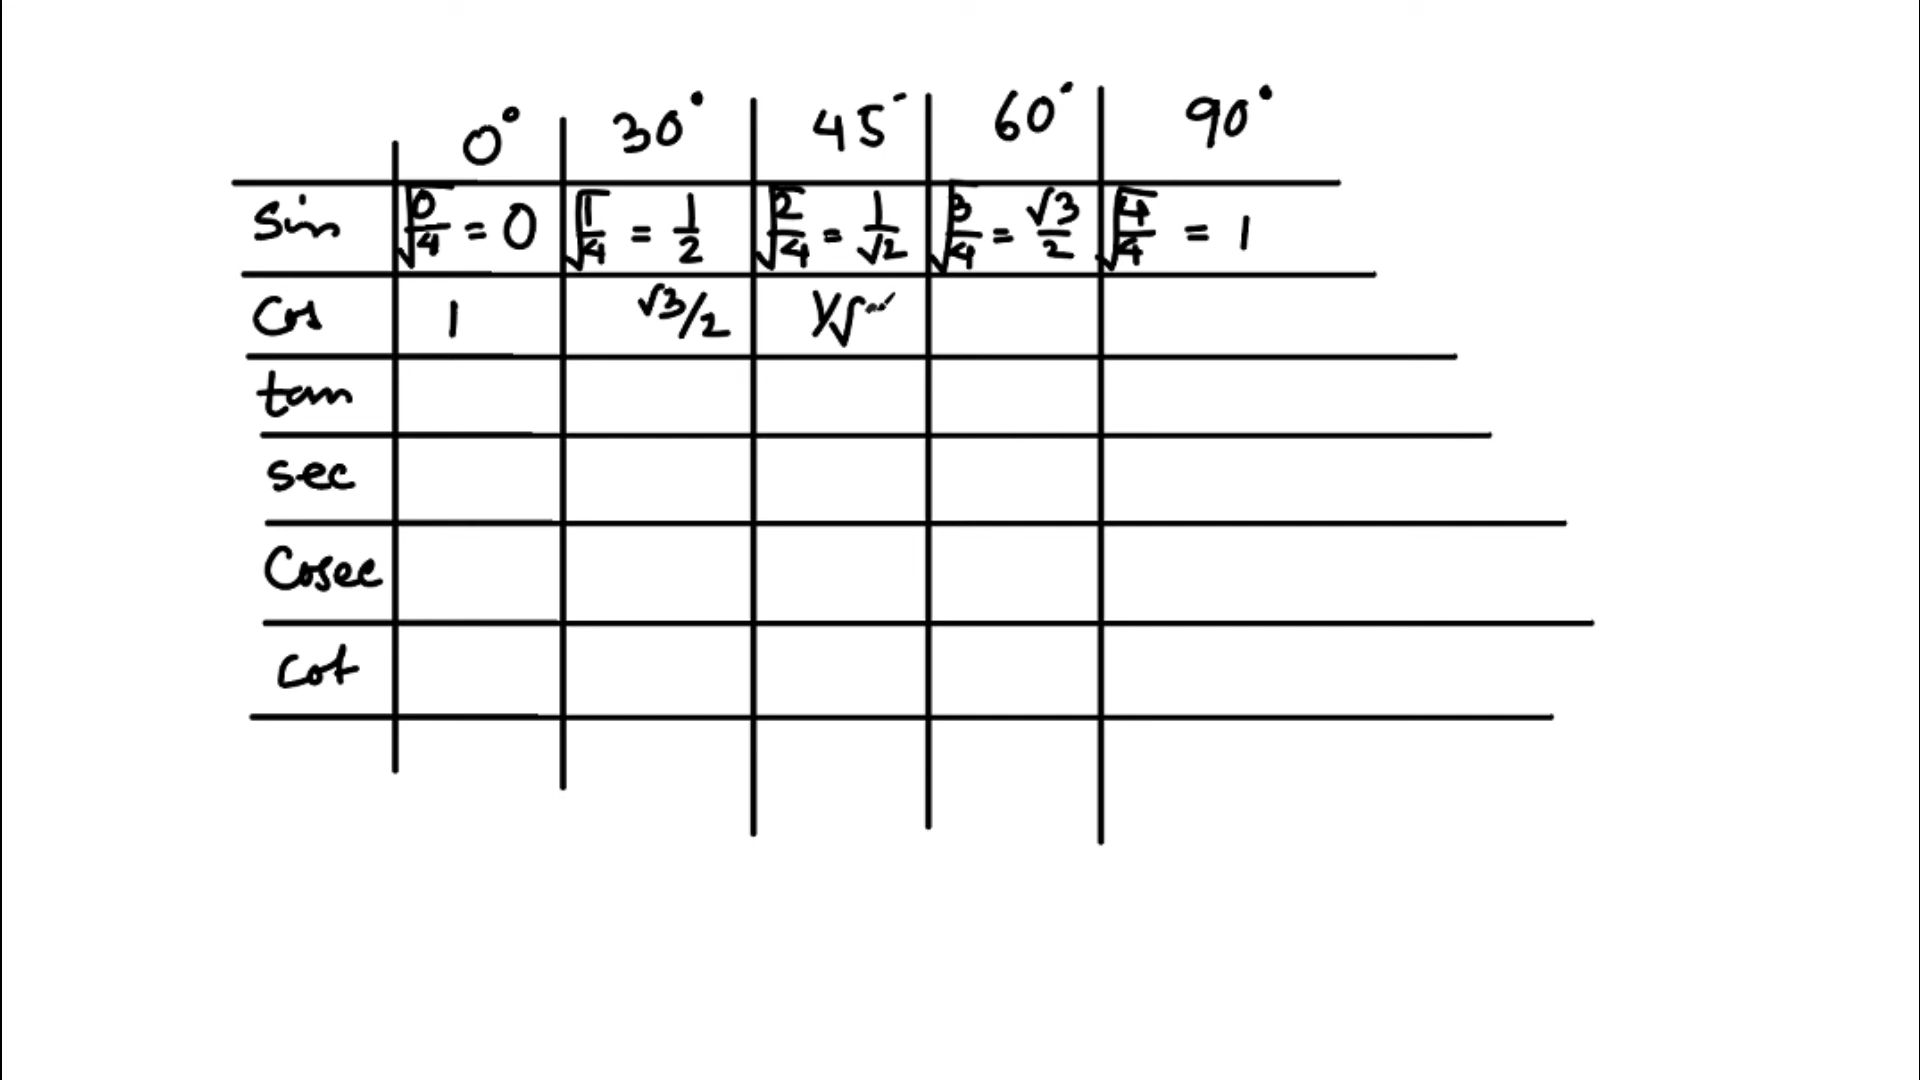 0° 30° 45° 60° 90°
Sin √0/4 = 0 √1/4 = 1/2 √2/4 = 1/√2 √3/4 = √3/2 √4/4 = 1
Cos 1 √3/2 1/√
tan
sec
Cosec
Cot